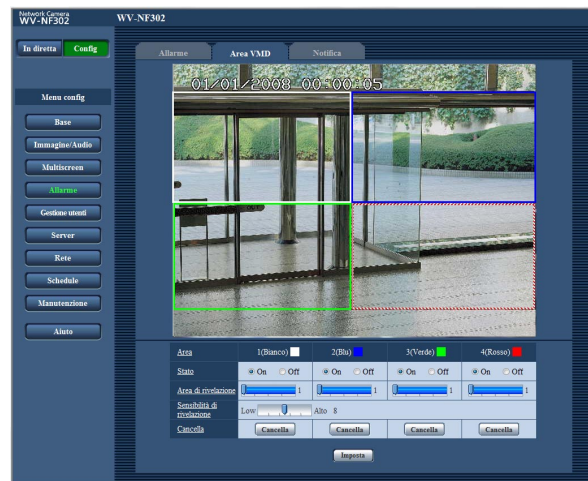 Network Camera
WV-NF302
WV-NF302
In diretta Config
Allarme Area VMD Notifica
01/01/2008 00:00:05
Menu config
Base
Immagine/Audio
Multiscreen
Allarme
Gestione utenti
Server
Rete
Schedule
Manutenzione
Aiuto
Area 1(Bianco) 2(Blu) 3(Verde) 4(Rosso)
Stato On Off On Off On Off On Off
Area di rivelazione 1 1 1 1
Sensibilità di rivelazione Low Alto 8
Cancella Cancella Cancella Cancella Cancella
Imposta